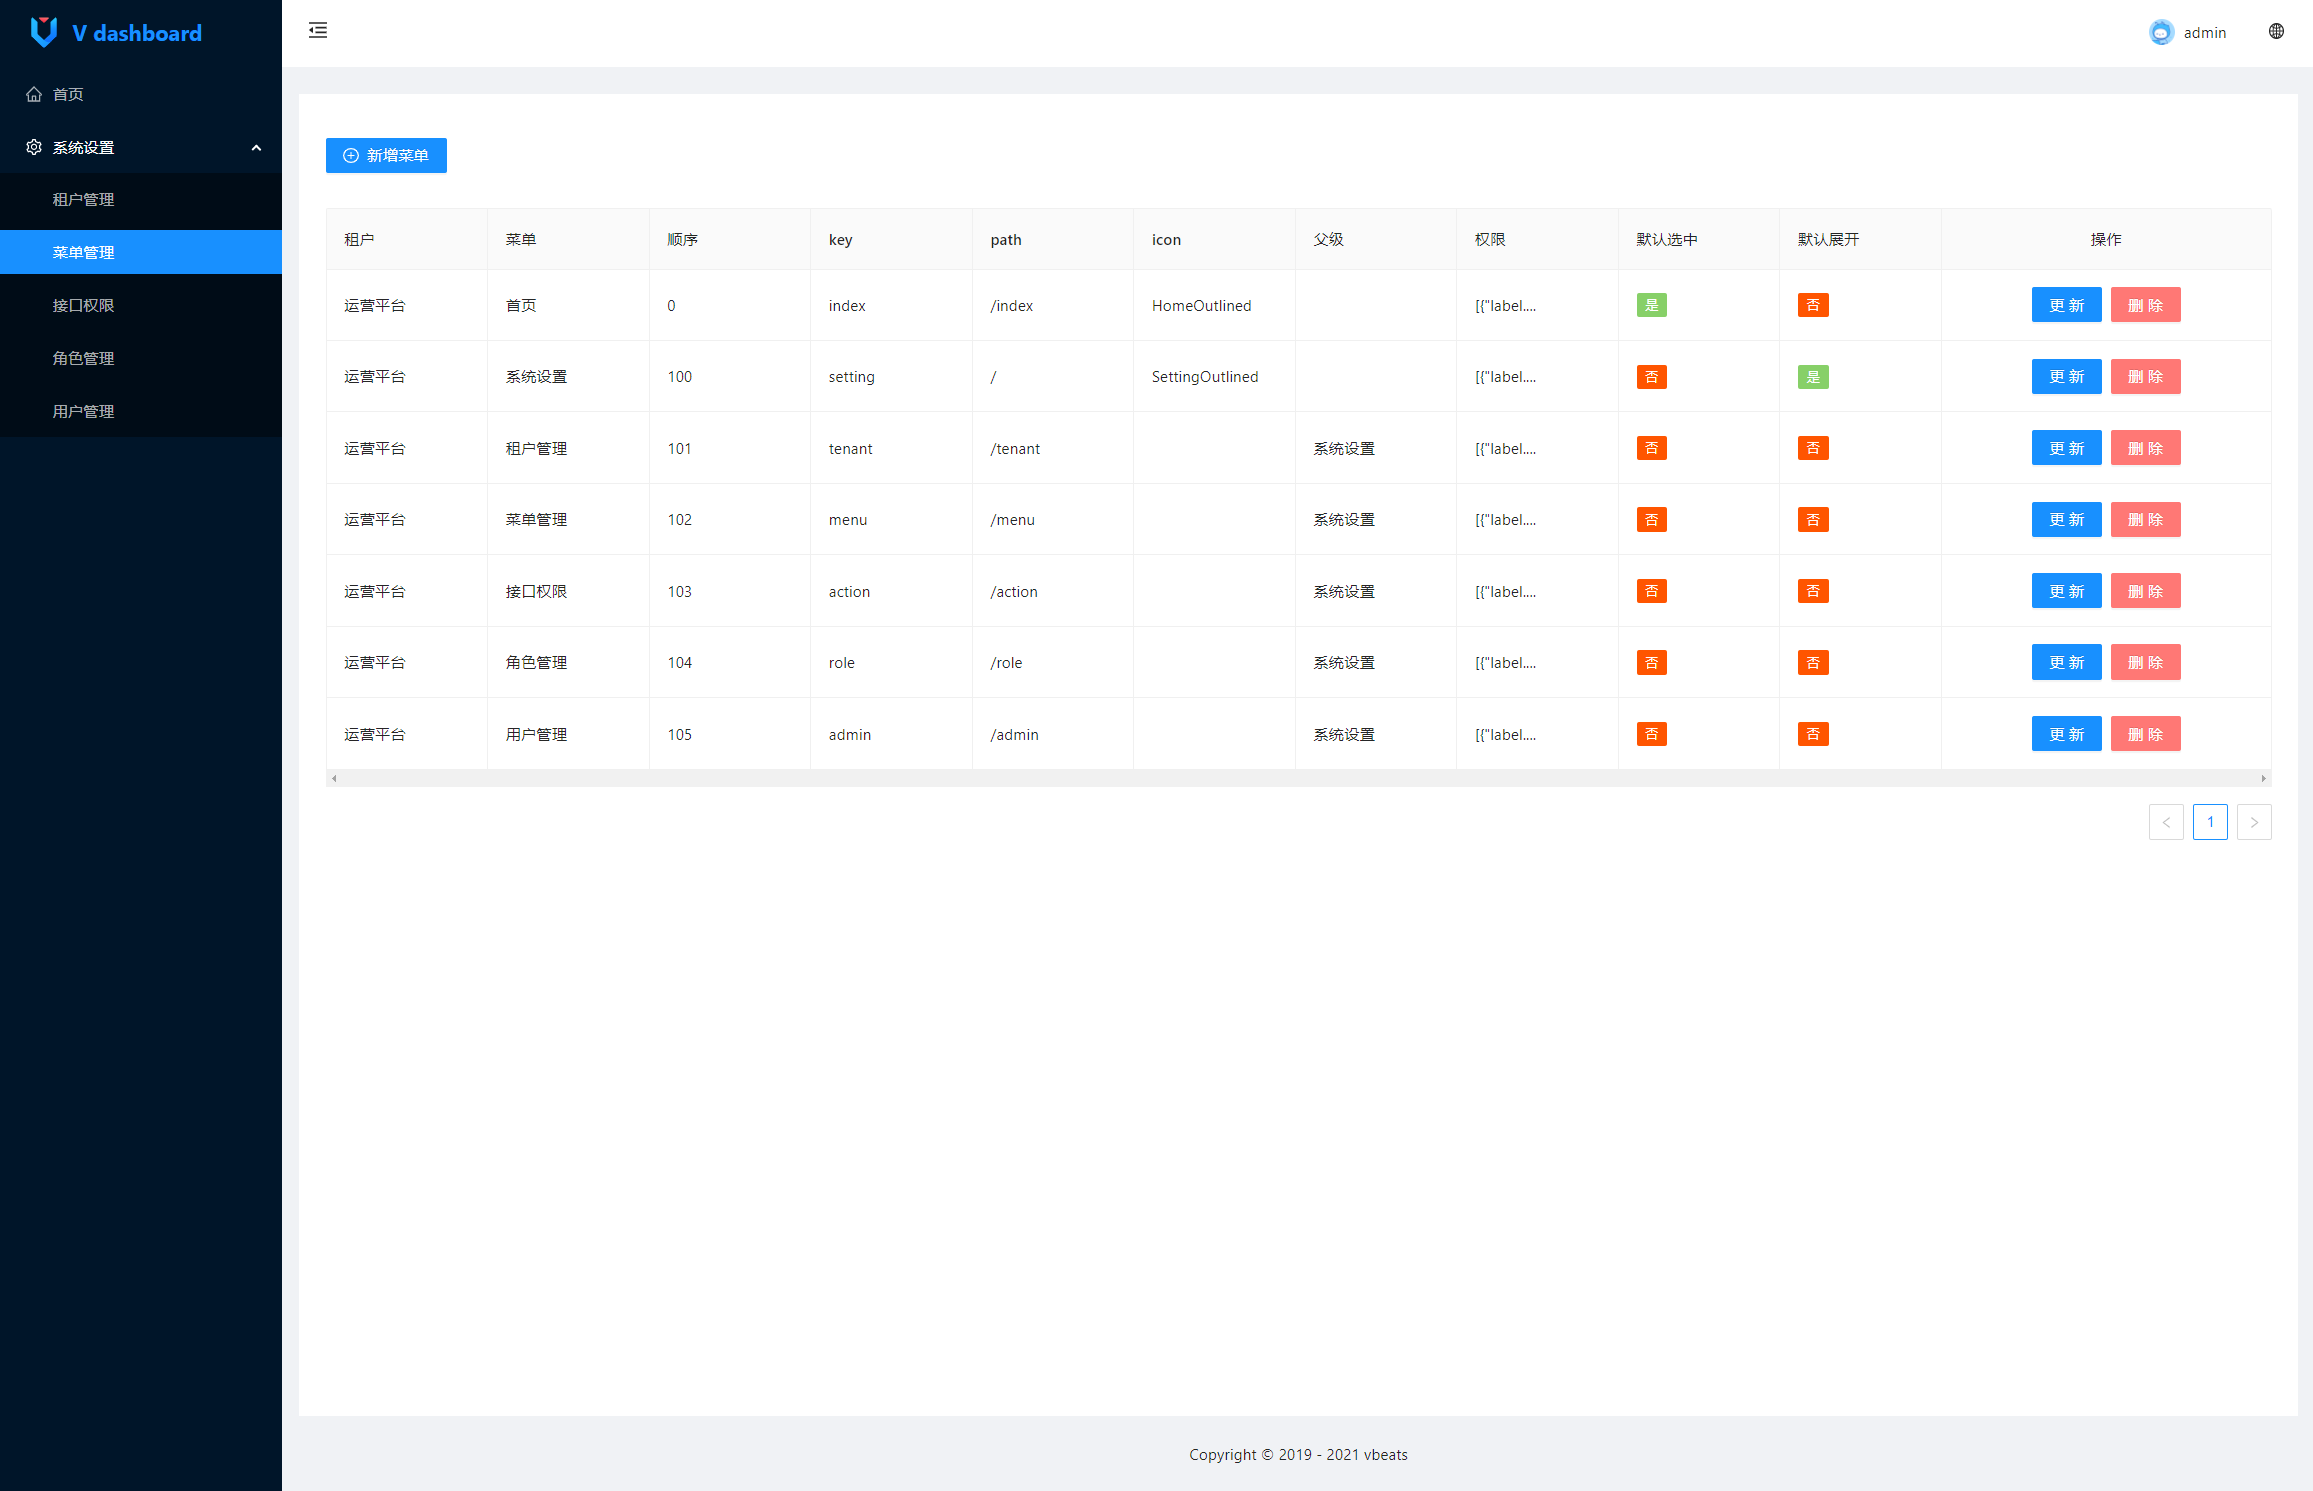 V dashboard
admin
首页
系统设置
租户管理
菜单管理
接口权限
角色管理
用户管理
新增菜单
租户 菜单 顺序 key path icon 父级 权限 默认选中 默认展开 操作
运营平台 首页 0 index /index HomeOutlined [{"label.... 是 否 更新 删除
运营平台 系统设置 100 setting / SettingOutlined [{"label.... 否 是 更新 删除
运营平台 租户管理 101 tenant /tenant 系统设置 [{"label.... 否 否 更新 删除
运营平台 菜单管理 102 menu /menu 系统设置 [{"label.... 否 否 更新 删除
运营平台 接口权限 103 action /action 系统设置 [{"label.... 否 否 更新 删除
运营平台 角色管理 104 role /role 系统设置 [{"label.... 否 否 更新 删除
运营平台 用户管理 105 admin /admin 系统设置 [{"label.... 否 否 更新 删除
< 1 >
Copyright © 2019 - 2021 vbeats